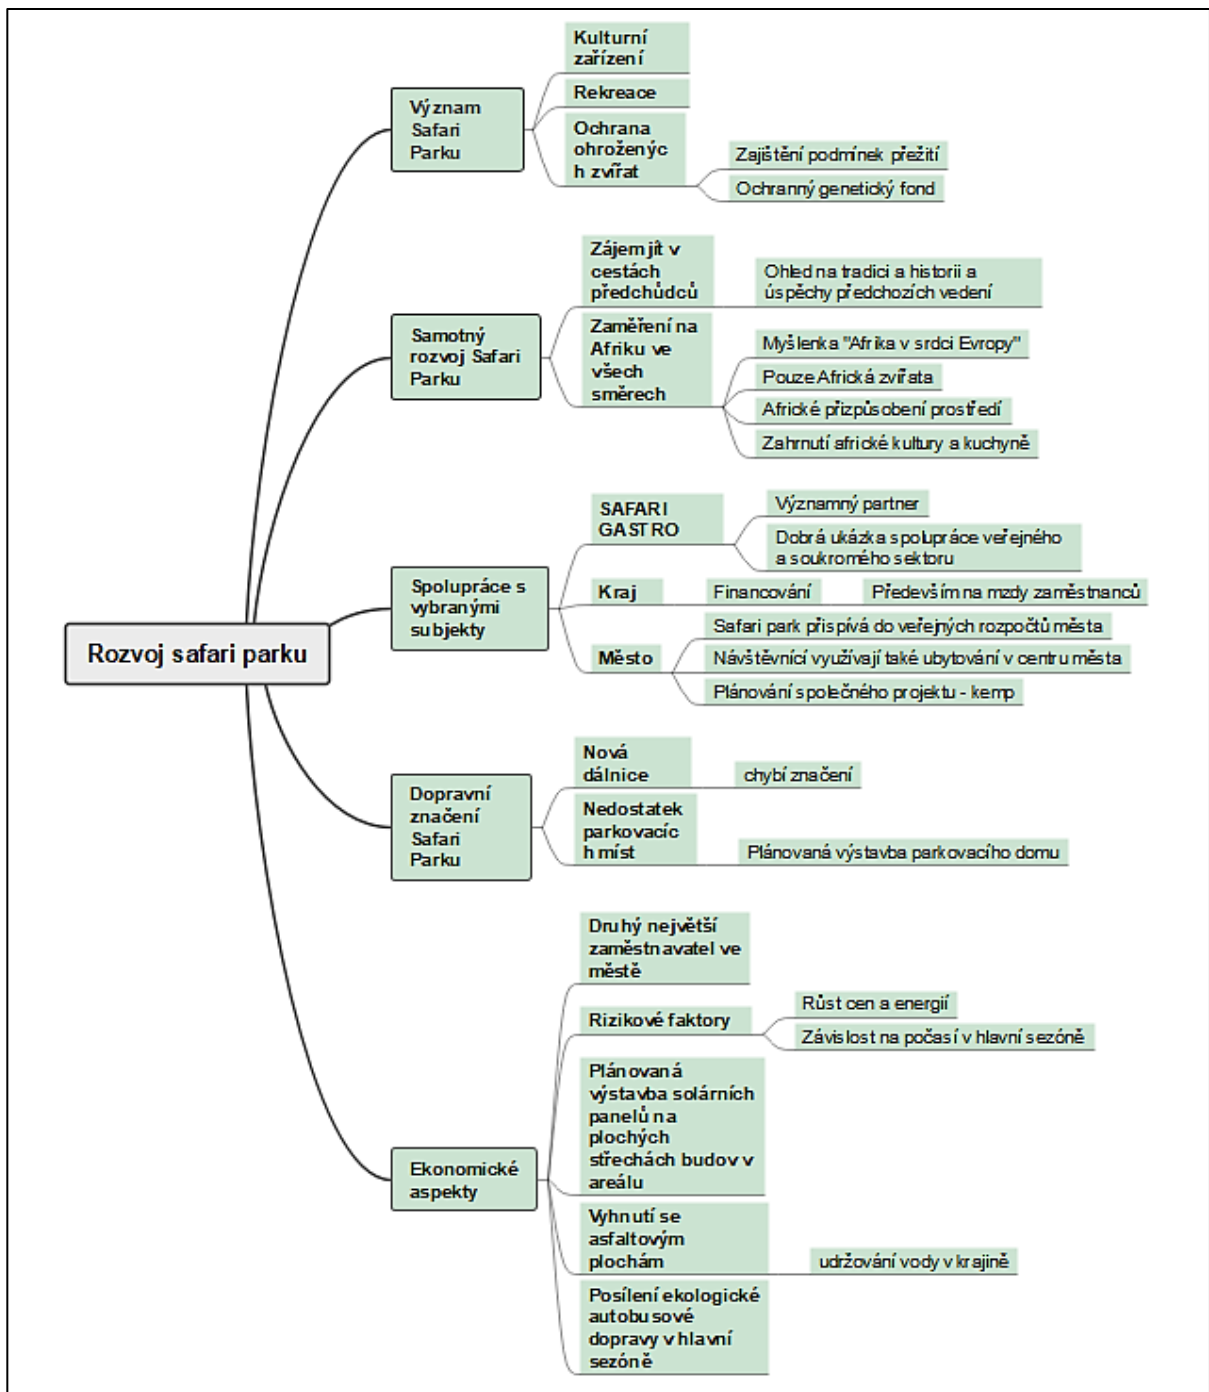 Rozvoj safari parku
Význam
Safari
Parku
Kulturní
zařízení
Rekreace
Ochrana
ohroženýc
h zvířat
Zajištění podmínek přežití
Ochranný genetický fond
Samotný
rozvoj Safari
Parku
Zájem jít v
cestách
předchůdců
Ohled na tradici a historii a
úspěchy předchozích vedení
Zaměření na
Afriku ve
všech
směrech
Myšlenka "Afrika v srdci Evropy"
Pouze Africká zvířata
Africké přizpůsobení prostředí
Zahrnutí africké kultury a kuchyně
Spolupráce s
vybranými
subjekty
SAFARI
GASTRO
Významný partner
Dobrá ukázka spolupráce veřejného
a soukromého sektoru
Kraj
Financování
Především na mzdy zaměstnanců
Město
Safari park přispívá do veřejných rozpočtů města
Návštěvnící využívají také ubytování v centru města
Plánování společného projektu - kemp
Dopravní
značení
Safari
Parku
Nová
dálnice
chybí značení
Nedostatek
parkovacíc
h míst
Plánovaná výstavba parkovacího domu
Ekonomické
aspekty
Druhý největší
zaměstnavatel ve
městě
Rizikové faktory
Růst cen a energií
Závislost na počasí v hlavní sezóně
Plánovaná
výstavba solárních
panelů na
plochých
střechách budov v
areálu
Vyhnutí se
asfaltovým
plochám
udržování vody v krajině
Posílení ekologické
autobusové
dopravy v hlavní
sezóně